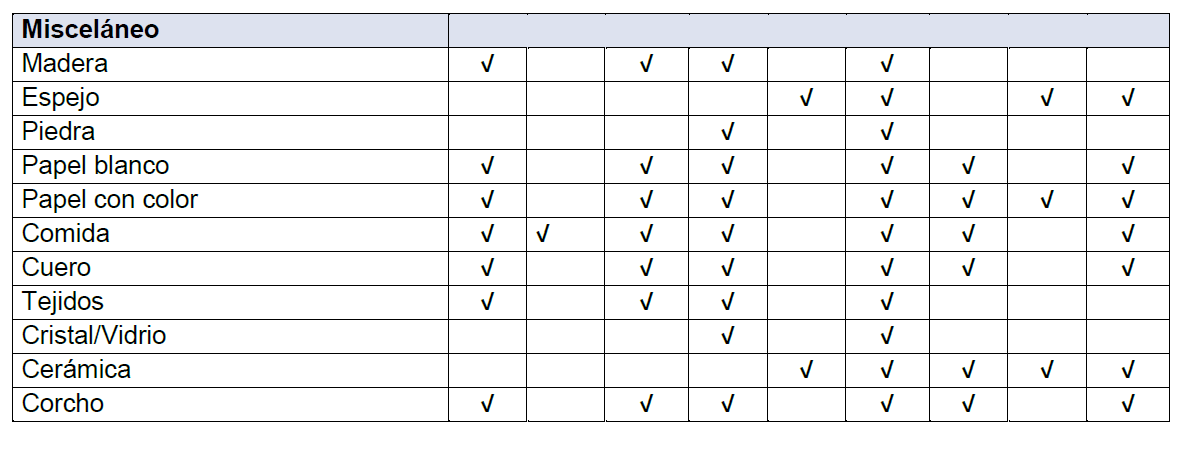 Misceláneo
Madera √ √ √ √
Espejo √ √ √ √
Piedra √ √
Papel blanco √ √ √ √ √ √
Papel con color √ √ √ √ √ √ √
Comida √ √ √ √ √ √ √
Cuero √ √ √ √ √ √
Tejidos √ √ √ √
Cristal/Vidrio √ √
Cerámica √ √ √ √ √
Corcho √ √ √ √ √ √